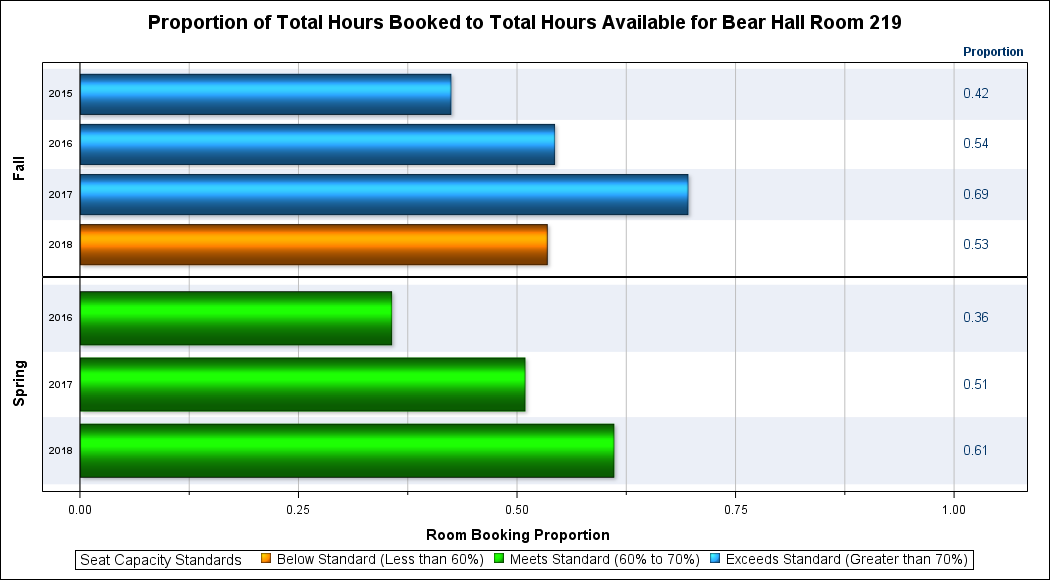 Proportion of Total Hours Booked to Total Hours Available for Bear Hall Room 219
Proportion
Fall
2015 0.42
2016 0.54
2017 0.69
2018 0.53
Spring
2016 0.36
2017 0.51
2018 0.61
0.00 0.25 0.50 0.75 1.00
Room Booking Proportion
Seat Capacity Standards Below Standard (Less than 60%) Meets Standard (60% to 70%) Exceeds Standard (Greater than 70%)